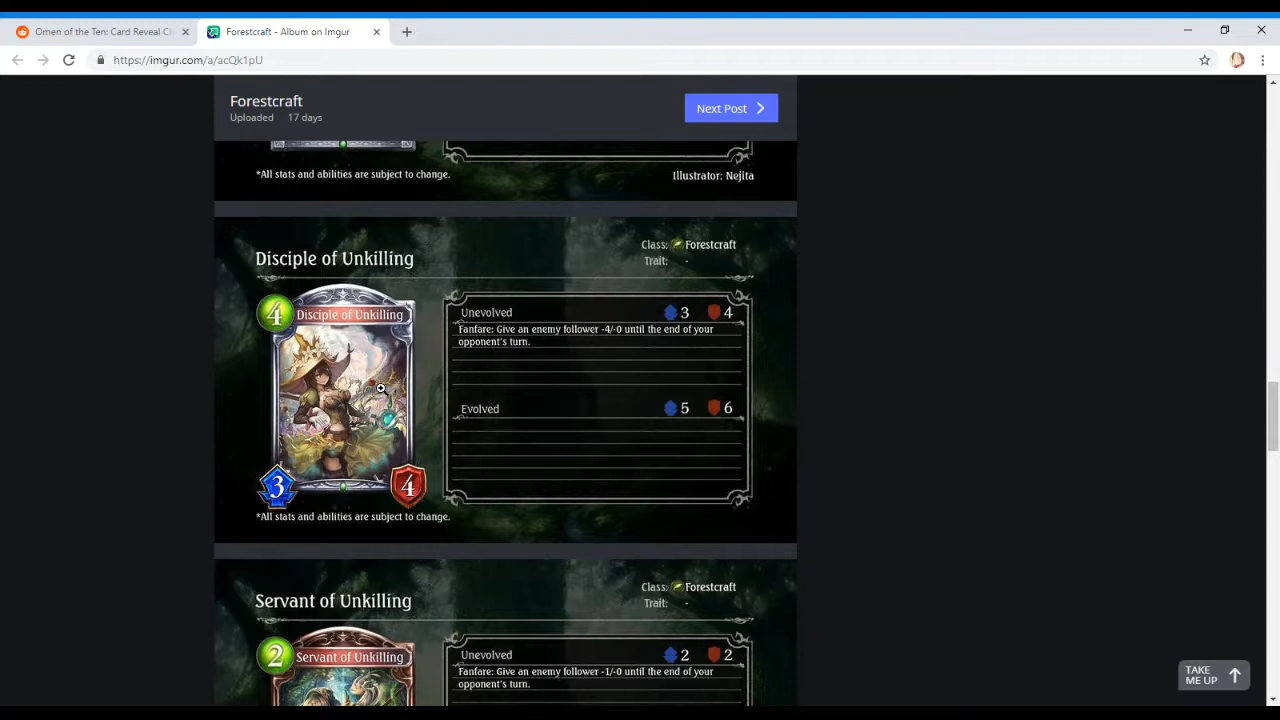 Omen of the Ten: Card Reveal Ch
Forestcraft - Album on Imgur
https://imgur.com/a/acQk1pU
Forestcraft
Uploaded 17 days
Next Post
*All stats and abilities are subject to change.
Illustrator: Nejita
Disciple of Unkilling
Class: Forestcraft
Trait: -
4
Disciple of Unkilling
3
4
Unevolved 3 4
Fanfare: Give an enemy follower -4/-0 until the end of your
opponent's turn.
Evolved 5 6
*All stats and abilities are subject to change.
Servant of Unkilling
Class: Forestcraft
Trait: -
2
Servant of Unkilling
Unevolved 2 2
Fanfare: Give an enemy follower -1/-0 until the end of your
opponent's turn.
TAKE
ME UP